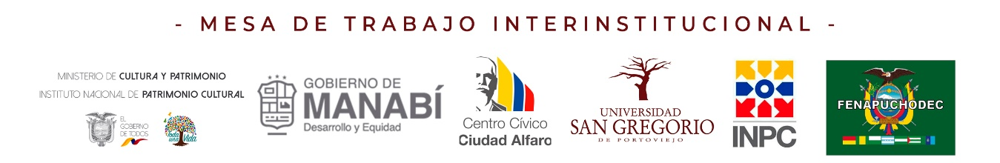 - MESA DE TRABAJO INTERINSTITUCIONAL -
MINISTERIO DE CULTURA Y PATRIMONIO
INSTITUTO NACIONAL DE PATRIMONIO CULTURAL
EL
GOBIERNO
DE TODOS
Toda
una Vida
GOBIERNO DE
MANABÍ
Desarrollo y Equidad
Centro Cívico
Ciudad Alfaro
UNIVERSIDAD
SAN GREGORIO
DE PORTOVIEJO
INPC
FENAPUCHODEC